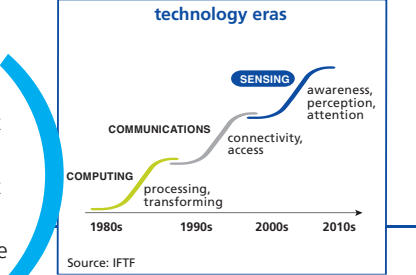 technology eras
SENSING
awareness,
perception,
attention
COMMUNICATIONS
connectivity,
access
COMPUTING
processing,
transforming
1980s 1990s 2000s 2010s
Source: IFTF